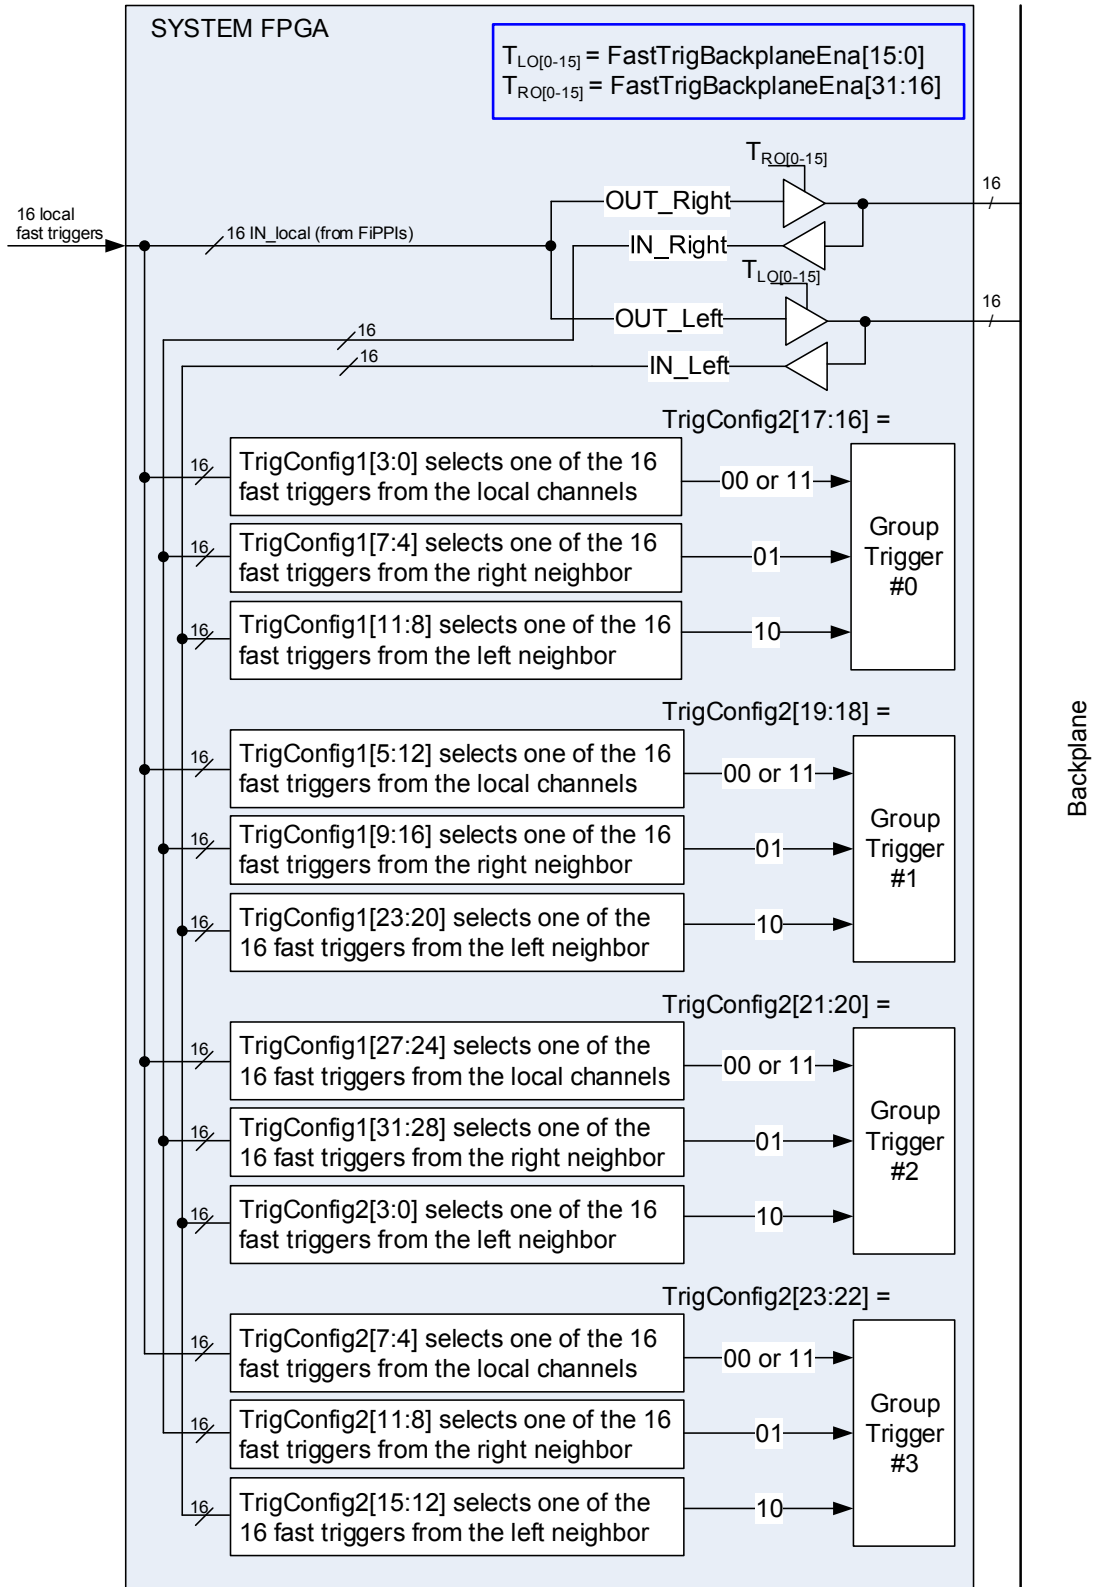 SYSTEM FPGA
TLO[0-15] = FastTrigBackplaneEna[15:0]
TRO[0-15] = FastTrigBackplaneEna[31:16]
TRO[0-15]
16
OUT_Right
16 local
fast triggers
16 IN_local (from FiPPIs)
IN_Right
TLO[0-15]
16
OUT_Left
16
16
IN_Left
TrigConfig2[17:16] =
16
TrigConfig1[3:0] selects one of the 16
fast triggers from the local channels
00 or 11
16
TrigConfig1[7:4] selects one of the 16
fast triggers from the right neighbor
01
Group
Trigger
#0
16
TrigConfig1[11:8] selects one of the 16
fast triggers from the left neighbor
10
TrigConfig2[19:18] =
16
TrigConfig1[5:12] selects one of the 16
fast triggers from the local channels
00 or 11
16
TrigConfig1[9:16] selects one of the 16
fast triggers from the right neighbor
01
Group
Trigger
#1
16
TrigConfig1[23:20] selects one of the
16 fast triggers from the left neighbor
10
Backplane
TrigConfig2[21:20] =
16
TrigConfig1[27:24] selects one of the
16 fast triggers from the local channels
00 or 11
16
TrigConfig1[31:28] selects one of the
16 fast triggers from the right neighbor
01
Group
Trigger
#2
16
TrigConfig2[3:0] selects one of the 16
fast triggers from the left neighbor
10
TrigConfig2[23:22] =
16
TrigConfig2[7:4] selects one of the 16
fast triggers from the local channels
00 or 11
16
TrigConfig2[11:8] selects one of the 16
fast triggers from the right neighbor
01
Group
Trigger
#3
16
TrigConfig2[15:12] selects one of the
16 fast triggers from the left neighbor
10